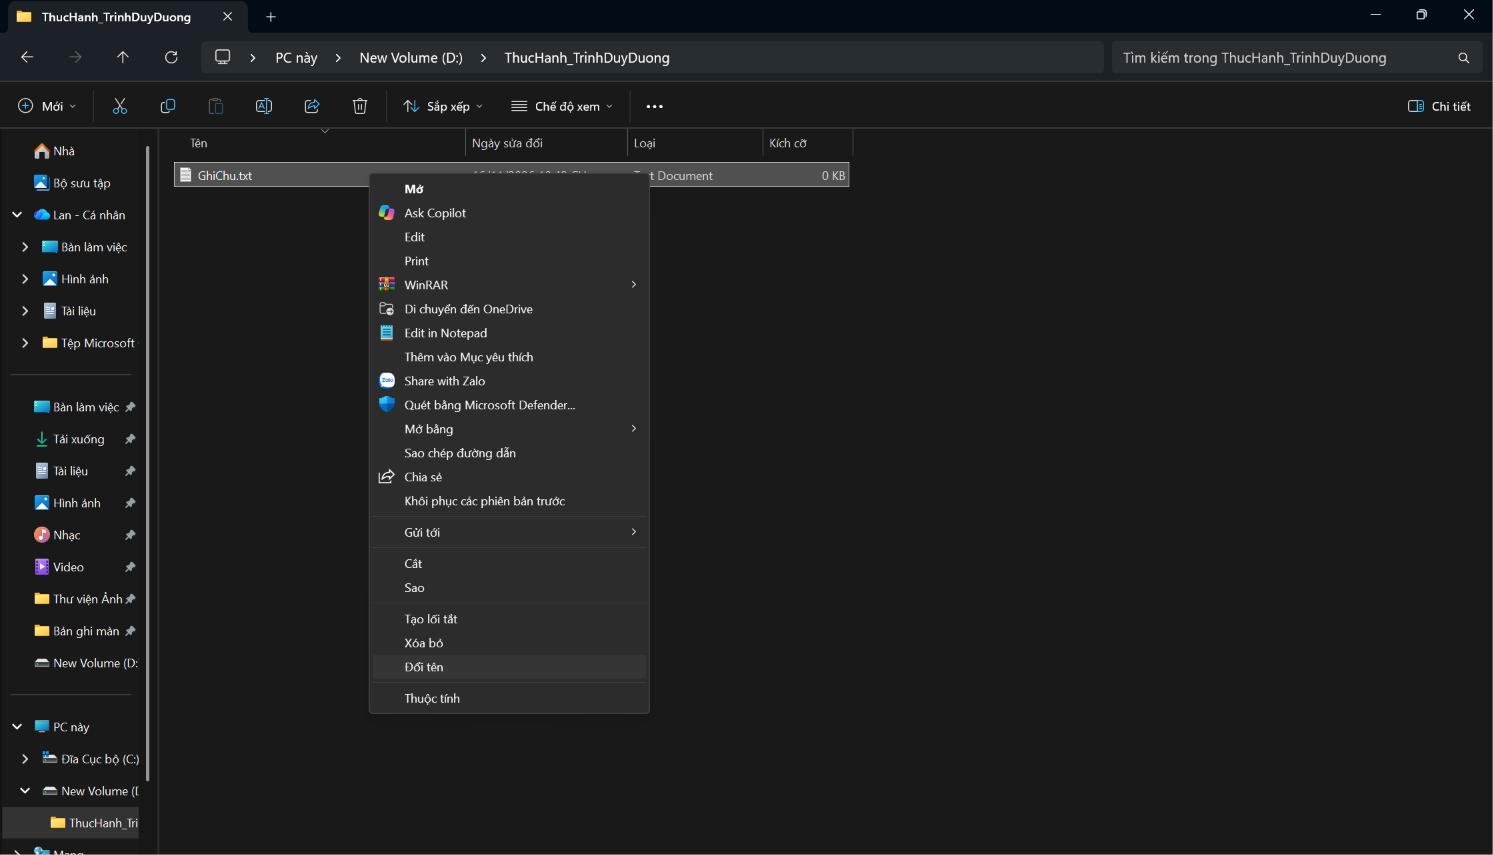 ThucHanh_TrinhDuyDuong
PC này
New Volume (D:)
ThucHanh_TrinhDuyDuong
Tìm kiếm trong ThucHanh_TrinhDuyDuong
Mới
Sắp xếp
Chế độ xem
Chi tiết
Tên
Ngày sửa đổi
Loại
Kích cỡ
GhiChu.txt
t Document
0 KB
Nhà
Bộ sưu tập
Lan - Cá nhân
Bàn làm việc
Hình ảnh
Tài liệu
Tệp Microsoft
Bàn làm việc
Tải xuống
Tài liệu
Hình ảnh
Nhạc
Video
Thư viện Ảnh
Bản ghi màn
New Volume (D:
PC này
Đĩa Cục bộ (C:)
New Volume (
ThucHanh_Tri
Mạng
Mở
Ask Copilot
Edit
Print
WinRAR
Di chuyển đến OneDrive
Edit in Notepad
Thêm vào Mục yêu thích
Zalo
Share with Zalo
Quét bằng Microsoft Defender...
Mở bằng
Sao chép đường dẫn
Chia sẻ
Khôi phục các phiên bản trước
Gửi tới
Cắt
Sao
Tạo lối tắt
Xóa bỏ
Đổi tên
Thuộc tính